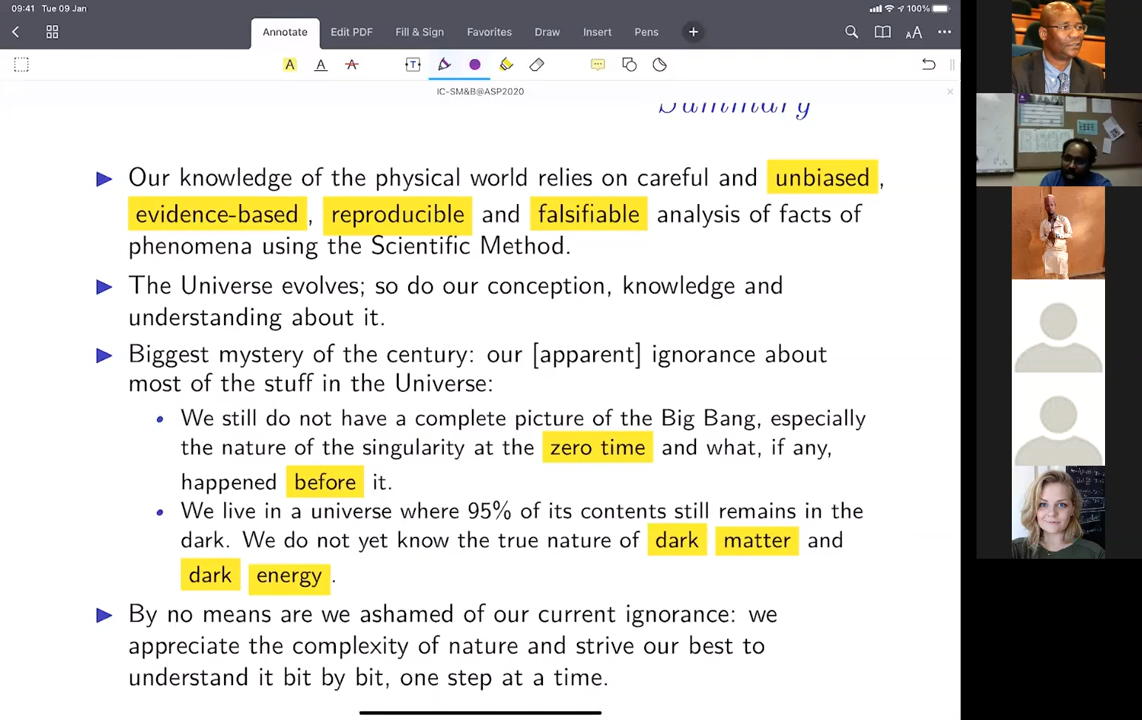 09:41 Tue 09 Jan 100%
Annotate Edit PDF Fill & Sign Favorites Draw Insert Pens
IC-SM&B@ASP2020
Summary
Our knowledge of the physical world relies on careful and unbiased,
evidence-based, reproducible and falsifiable analysis of facts of
phenomena using the Scientific Method.
The Universe evolves; so do our conception, knowledge and
understanding about it.
Biggest mystery of the century: our [apparent] ignorance about
most of the stuff in the Universe:
We still do not have a complete picture of the Big Bang, especially
the nature of the singularity at the zero time and what, if any,
happened before it.
We live in a universe where 95% of its contents still remains in the
dark. We do not yet know the true nature of dark matter and
dark energy.
By no means are we ashamed of our current ignorance: we
appreciate the complexity of nature and strive our best to
understand it bit by bit, one step at a time.